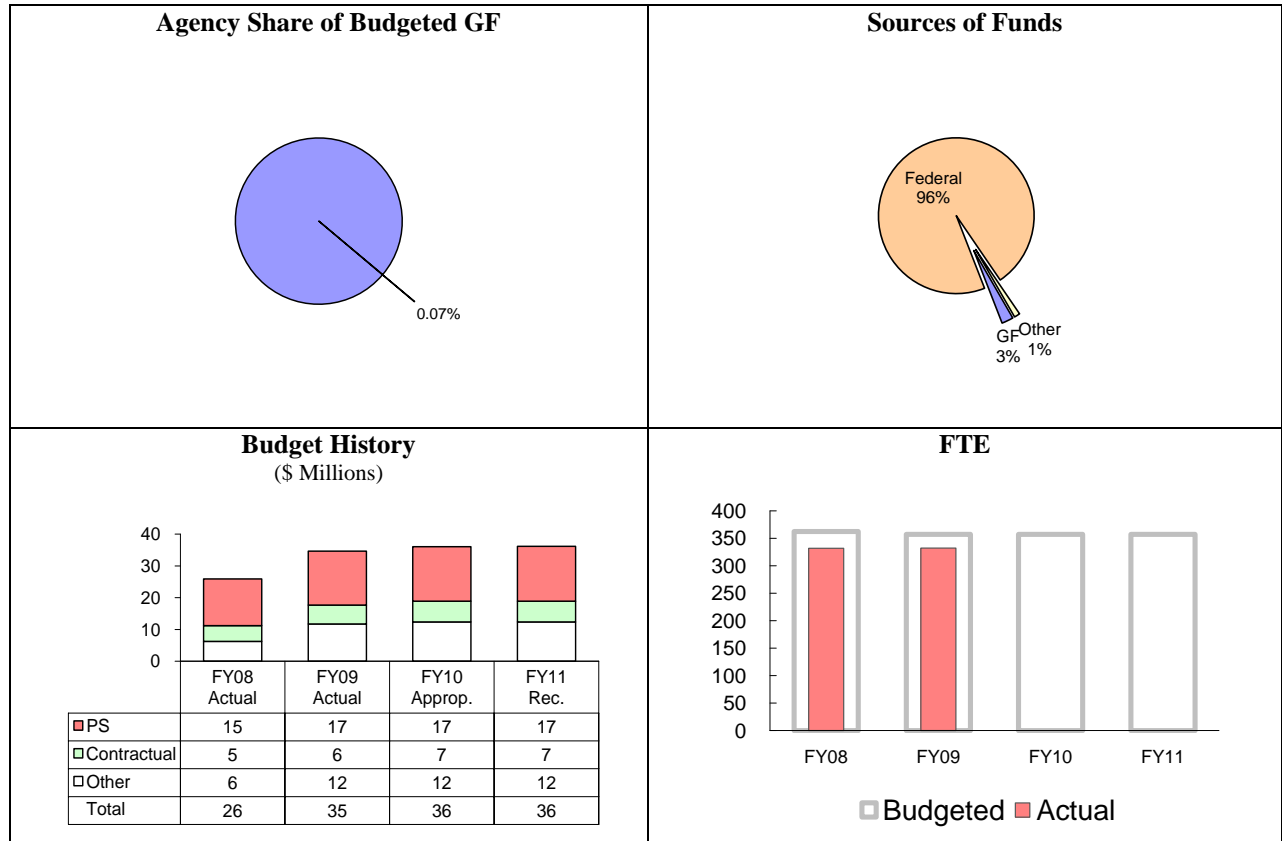 Agency Share of Budgeted GF
0.07%
Sources of Funds
Federal
96%
GF
3%
Other
1%
Budget History
($ Millions)
40
30
20
10
0
FY08 Actual FY09 Actual FY10 Approp. FY11 Rec.
PS 15 17 17 17
Contractual 5 6 7 7
Other 6 12 12 12
Total 26 35 36 36
FTE
400
350
300
250
200
150
100
50
0
FY08 FY09 FY10 FY11
Budgeted Actual